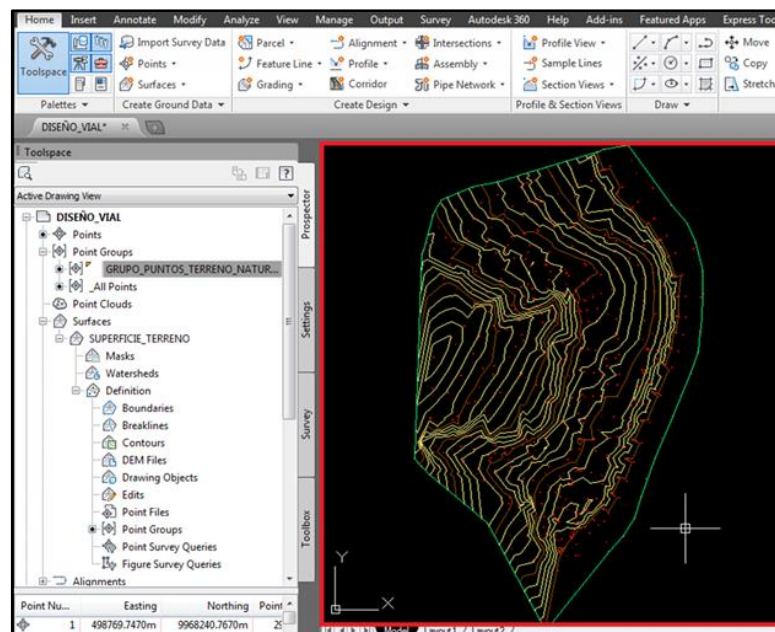 Home Insert Annotate Modify Analyze View Manage Output Survey Autodesk 360 Help Add-ins Featured Apps Express Too
Toolspace
Import Survey Data
Points
Surfaces
Parcel
Feature Line
Grading
Alignment
Profile
Corridor
Intersections
Assembly
Pipe Network
Profile View
Sample Lines
Section Views
Move
Copy
Stretch
Palettes Create Ground Data Create Design Profile & Section Views Draw
DISEÑO_VIAL*
Toolspace
Active Drawing View
DISEÑO_VIAL
Points
Point Groups
GRUPO_PUNTOS_TERRENO_NATUR...
_All Points
Point Clouds
Surfaces
SUPERFICIE_TERRENO
Masks
Watersheds
Definition
Boundaries
Breaklines
Contours
DEM Files
Drawing Objects
Edits
Point Files
Point Groups
Point Survey Queries
Figure Survey Queries
Alignments
Prospector
Settings
Survey
Toolbox
Point Nu... Easting Northing Point
1 498769.7470m 9968240.7670m 29
Y
X
Model Layout1 Layout2